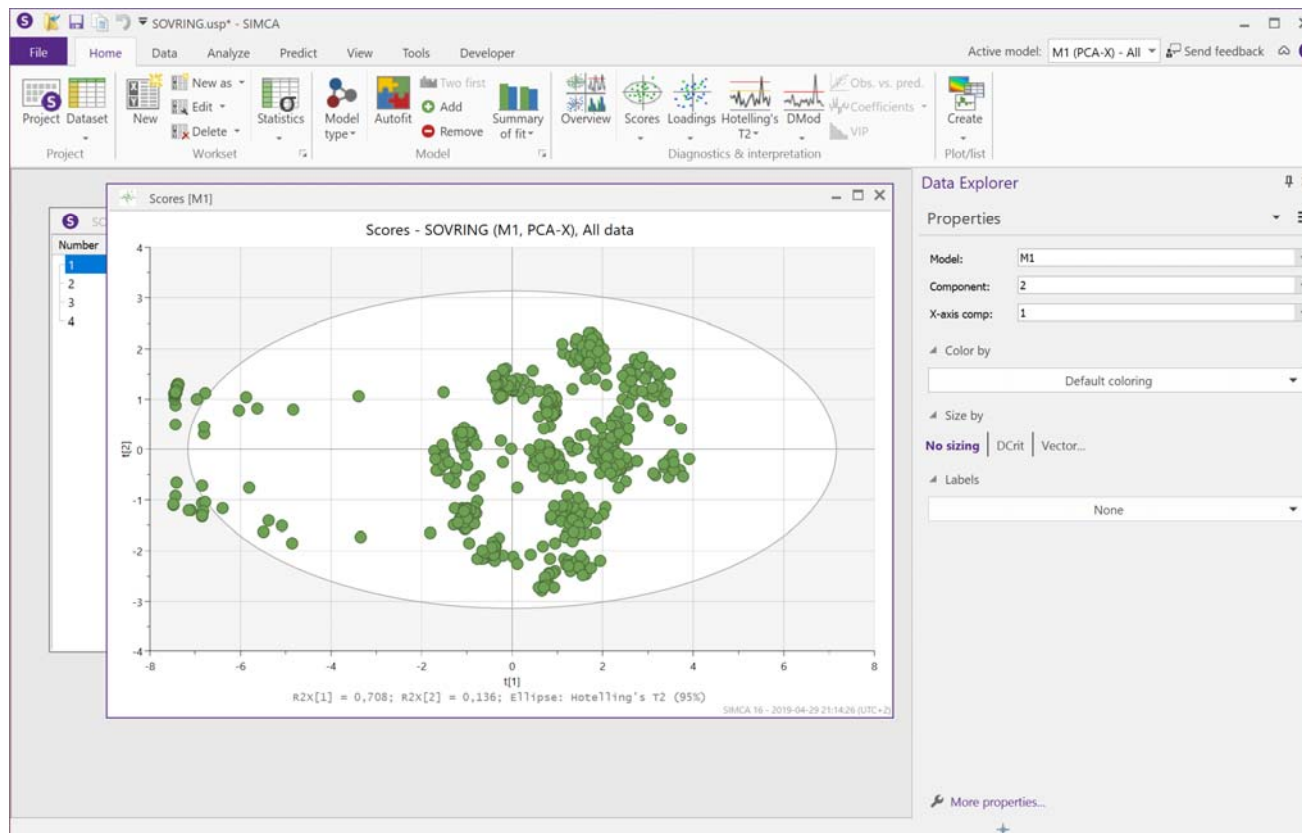 SOVRING.usp* - SIMCA
File Home Data Analyze Predict View Tools Developer
Active model: M1 (PCA-X) - All Send feedback
Project Dataset
Project
New New as
Edit
Delete
Statistics
Workset
Model type
Autofit
Two first
Add
Remove
Summary of fit
Model
Overview
Scores
Loadings
Hotelling's T2
DMod
Obs. vs. pred.
Coefficients
VIP
Diagnostics & interpretation
Create
Plot/list
Number
1
2
3
4
Scores [M1]
Scores - SOVRING (M1, PCA-X), All data
4
3
2
1
0
-1
-2
-3
-4
t[2]
-8 -6 -4 -2 0 2 4 6 8
t[1]
R2X[1] = 0,708; R2X[2] = 0,136; Ellipse: Hotelling's T2 (95%)
SIMCA 16 - 2019-04-29 21:14:26 (UTC+2)
Data Explorer
Properties
Model: M1
Component: 2
X-axis comp: 1
Color by
Default coloring
Size by
No sizing DCrit Vector...
Labels
None
More properties...